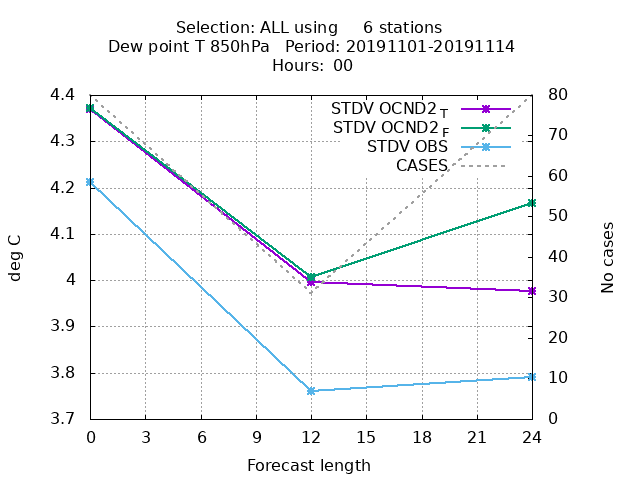 Selection: ALL using     6 stations
Dew point T 850hPa   Period: 20191101-20191114
Hours:  00
STDV OCND2 T
STDV OCND2 F
STDV OBS
CASES
deg C
4.4
4.3
4.2
4.1
4
3.9
3.8
3.7
80
70
60
50
40
30
20
10
0
No cases
0 3 6 9 12 15 18 21 24
Forecast length